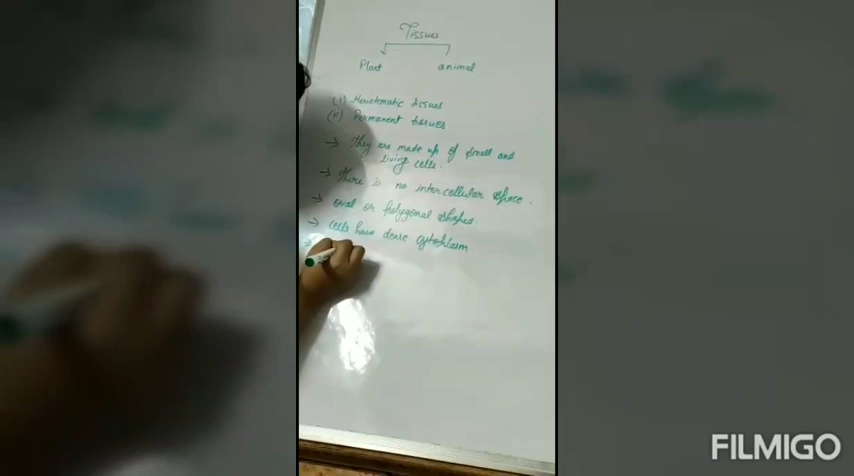 Tissues
Plant animal
(i) Meristematic tissues
(ii) Permanent tissues
→ They are made up of small and
living cells.
→ There is no intercellular space.
→ oval or polygonal shaped
→ cells have dense cytoplasm
FILMIGO